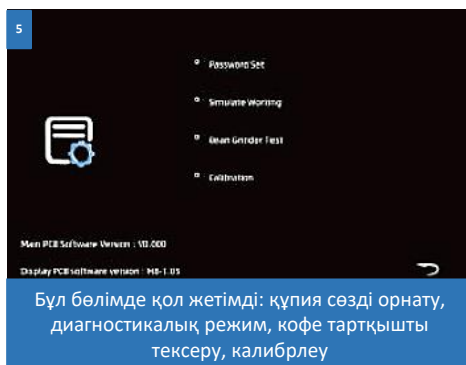 5
Password Set
Simulate Working
Bean Grinder Test
Calibration
Main PCB Software Version : V0.000
Display PCB software version : MB-1.05
Бұл бөлімде қол жетімді: құпия сөзді орнату,
диагностикалық режим, кофе тартқышты
тексеру, калибрлеу